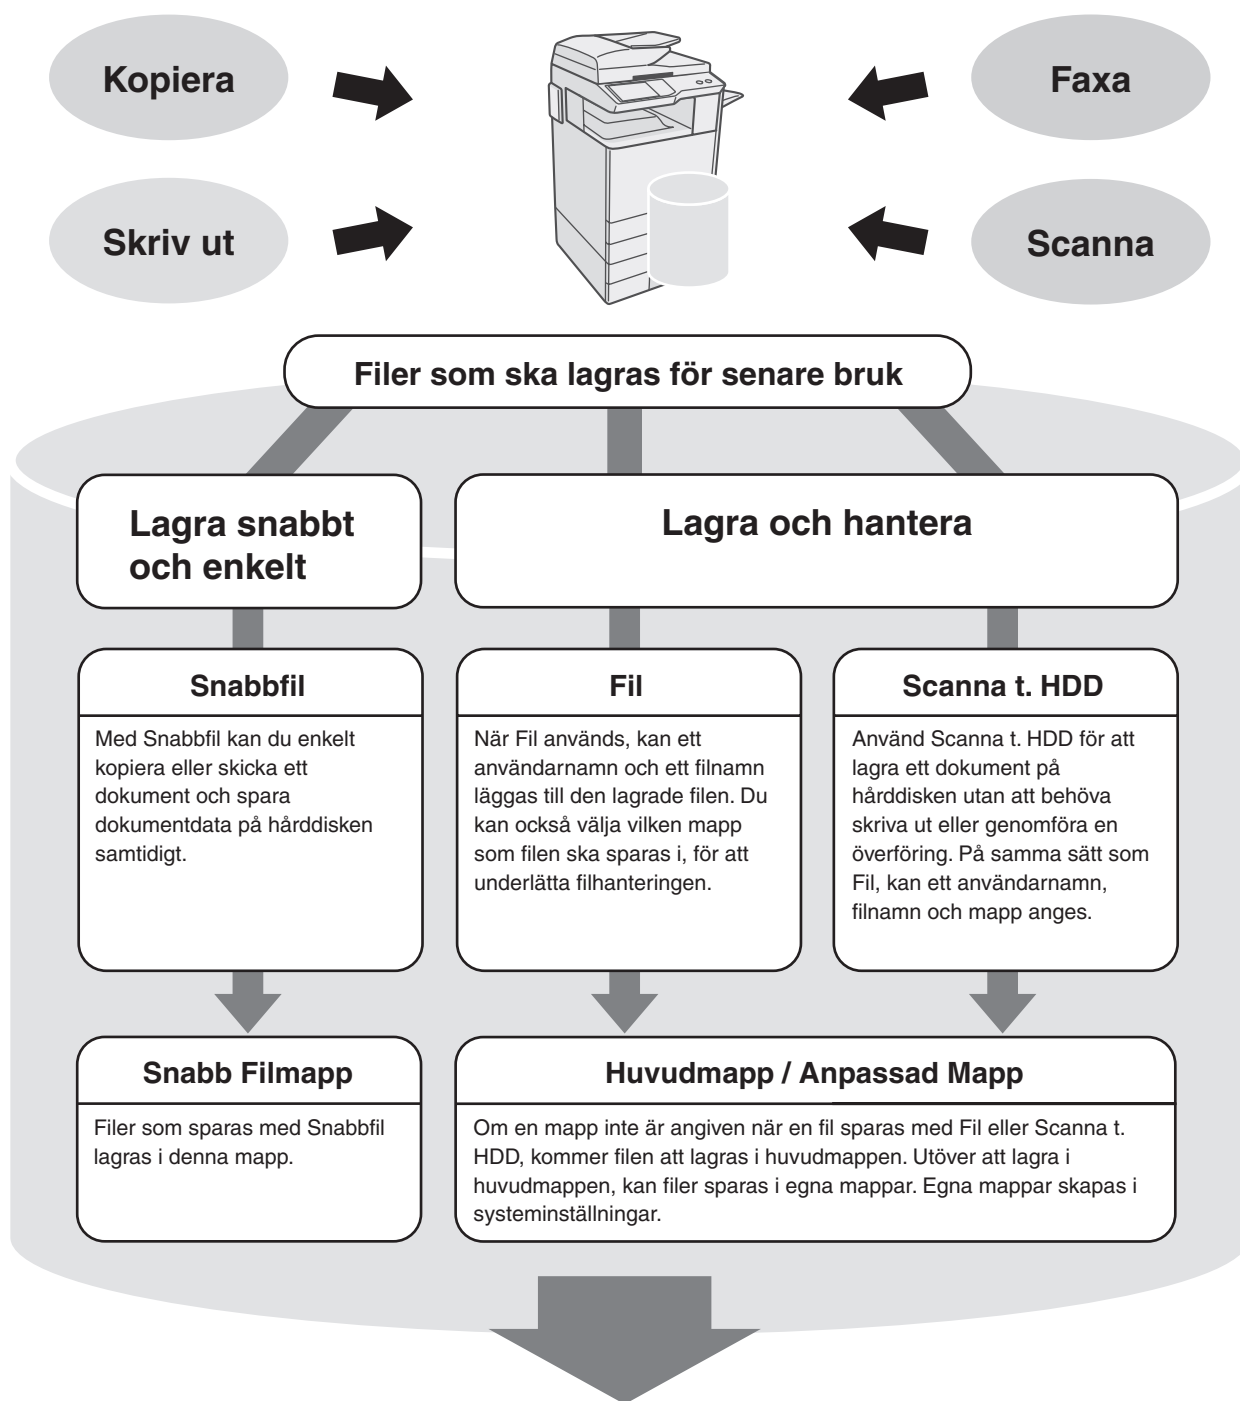 Kopiera
Faxa
Skriv ut
Scanna
Filer som ska lagras för senare bruk
Lagra snabbt
och enkelt
Lagra och hantera
Snabbfil
Med Snabbfil kan du enkelt
kopiera eller skicka ett
dokument och spara
dokumentdata på hårddisken
samtidigt.
Fil
När Fil används, kan ett
användarnamn och ett filnamn
läggas till den lagrade filen. Du
kan också välja vilken mapp
som filen ska sparas i, för att
underlätta filhanteringen.
Scanna t. HDD
Använd Scanna t. HDD för att
lagra ett dokument på
hårddisken utan att behöva
skriva ut eller genomföra en
överföring. På samma sätt som
Fil, kan ett användarnamn,
filnamn och mapp anges.
Snabb Filmapp
Filer som sparas med Snabbfil
lagras i denna mapp.
Huvudmapp / Anpassad Mapp
Om en mapp inte är angiven när en fil sparas med Fil eller Scanna t.
HDD, kommer filen att lagras i huvudmappen. Utöver att lagra i
huvudmappen, kan filer sparas i egna mappar. Egna mappar skapas i
systeminställningar.